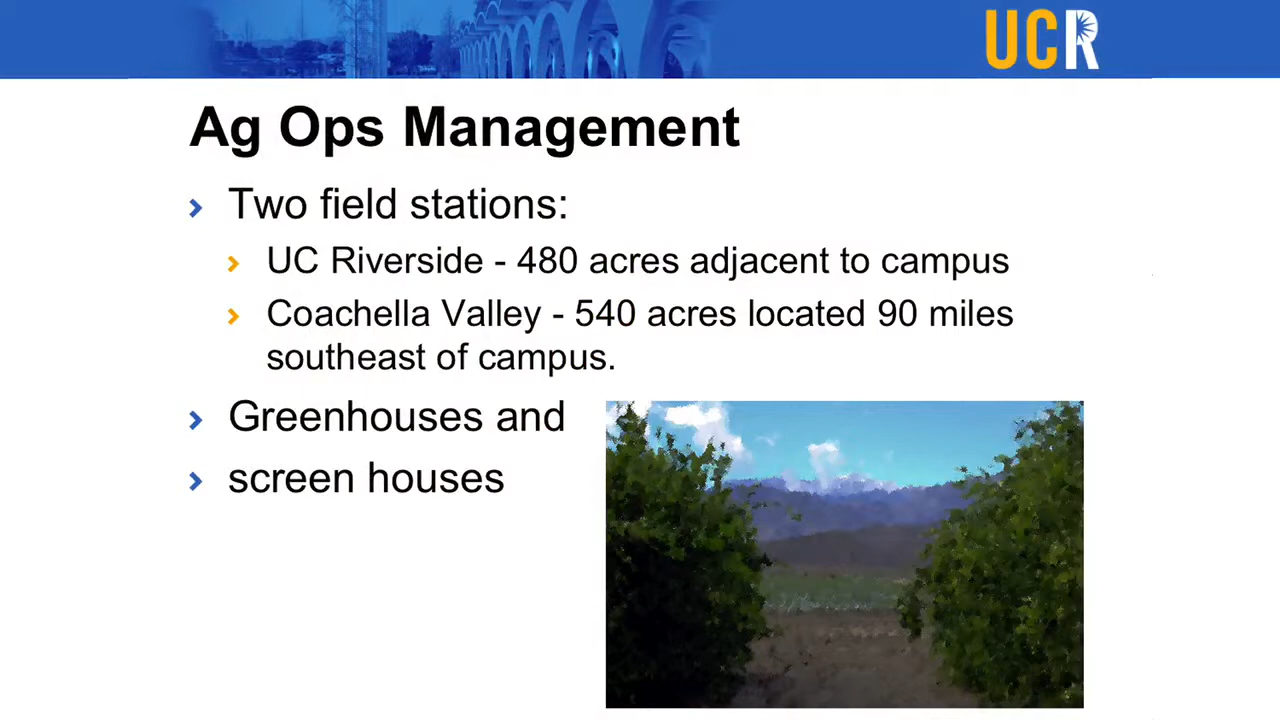 UCR
Ag Ops Management
Two field stations:
UC Riverside - 480 acres adjacent to campus
Coachella Valley - 540 acres located 90 miles
southeast of campus.
Greenhouses and
screen houses